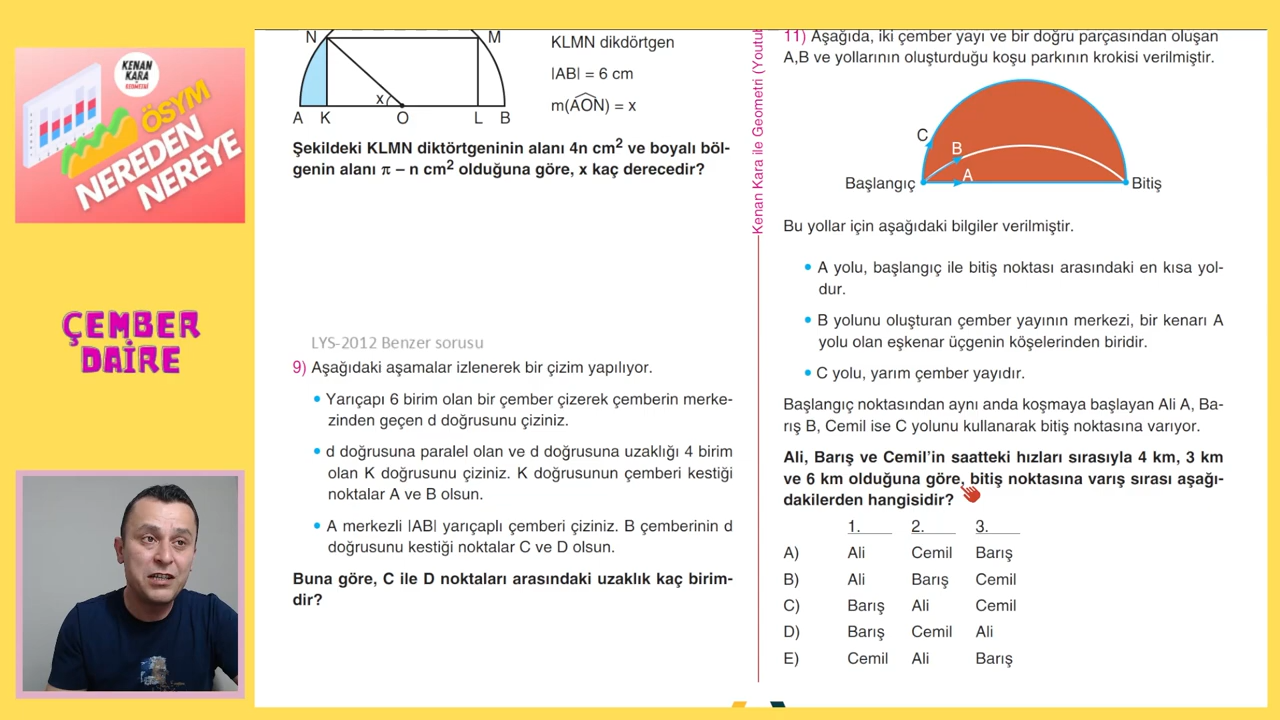 KENAN
KARA
ile GEOMETRİ
ÖSYM
NEREDEN
NEREYE
ÇEMBER
DAİRE
N
M
x
A
K
O
L
B
KLMN dikdörtgen
|AB| = 6 cm
m(AON) = x
Şekildeki KLMN diktörtgeninin alanı 4n cm² ve boyalı böl-
genin alanı π – n cm² olduğuna göre, x kaç derecedir?
LYS-2012 Benzer sorusu
9) Aşağıdaki aşamalar izlenerek bir çizim yapılıyor.
• Yarıçapı 6 birim olan bir çember çizerek çemberin merke-
zinden geçen d doğrusunu çiziniz.
• d doğrusuna paralel olan ve d doğrusuna uzaklığı 4 birim
olan K doğrusunu çiziniz. K doğrusunun çemberi kestiği
noktalar A ve B olsun.
• A merkezli |AB| yarıçaplı çemberi çiziniz. B çemberinin d
doğrusunu kestiği noktalar C ve D olsun.
Buna göre, C ile D noktaları arasındaki uzaklık kaç birim-
dir?
Kenan Kara ile Geometri (Youtu
11) Aşağıda, iki çember yayı ve bir doğru parçasından oluşan
A,B ve yollarının oluşturduğu koşu parkının krokisi verilmiştir.
C
B
A
Başlangıç
Bitiş
Bu yollar için aşağıdaki bilgiler verilmiştir.
• A yolu, başlangıç ile bitiş noktası arasındaki en kısa yol-
dur.
• B yolunu oluşturan çember yayının merkezi, bir kenarı A
yolu olan eşkenar üçgenin köşelerinden biridir.
• C yolu, yarım çember yayıdır.
Başlangıç noktasından aynı anda koşmaya başlayan Ali A, Ba-
rış B, Cemil ise C yolunu kullanarak bitiş noktasına varıyor.
Ali, Barış ve Cemil'in saatteki hızları sırasıyla 4 km, 3 km
ve 6 km olduğuna göre, bitiş noktasına varış sırası aşağı-
dakilerden hangisidir?
1. 2. 3.
A) Ali Cemil Barış
B) Ali Barış Cemil
C) Barış Ali Cemil
D) Barış Cemil Ali
E) Cemil Ali Barış